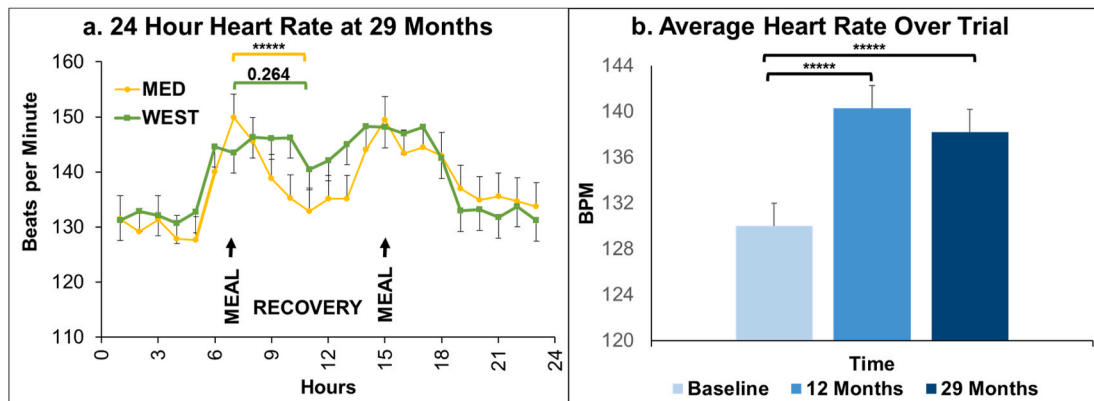 a. 24 Hour Heart Rate at 29 Months
*****
0.264
MED
WEST
160
150
140
130
120
110
Beats per Minute
MEAL
RECOVERY
MEAL
0
3
6
9
12
15
18
21
24
Hours
b. Average Heart Rate Over Trial
*****
*****
144
140
136
132
128
124
120
BPM
Time
Baseline
12 Months
29 Months